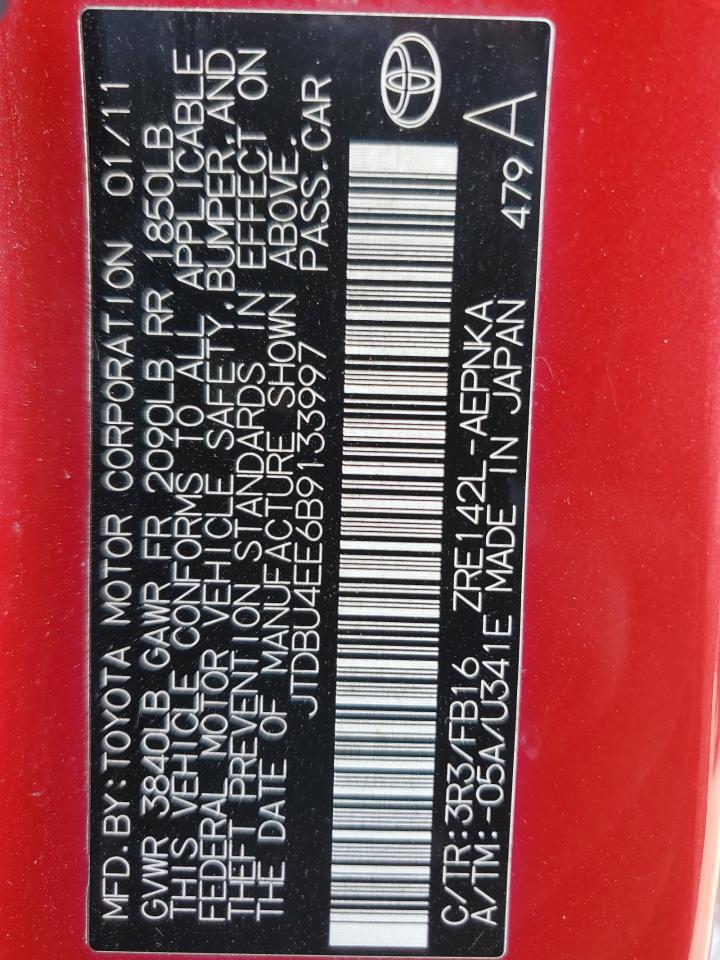 MFD.BY:TOYOTA MOTOR CORPORATION 01/11
GVWR 3840LB GAWR FR 2090LB RR 1850LB
THIS VEHICLE CONFORMS TO ALL APPLICABLE
FEDERAL MOTOR VEHICLE SAFETY,BUMPER,AND
THEFT PREVENTION STANDARDS IN EFFECT ON
THE DATE OF MANUFACTURE SHOWN ABOVE.
JTDBU4EE6B9133997 PASS.CAR
C/TR:3R3/FB16 ZRE142L-AEPNKA
A/TM:-05A/U341E MADE IN JAPAN 479A